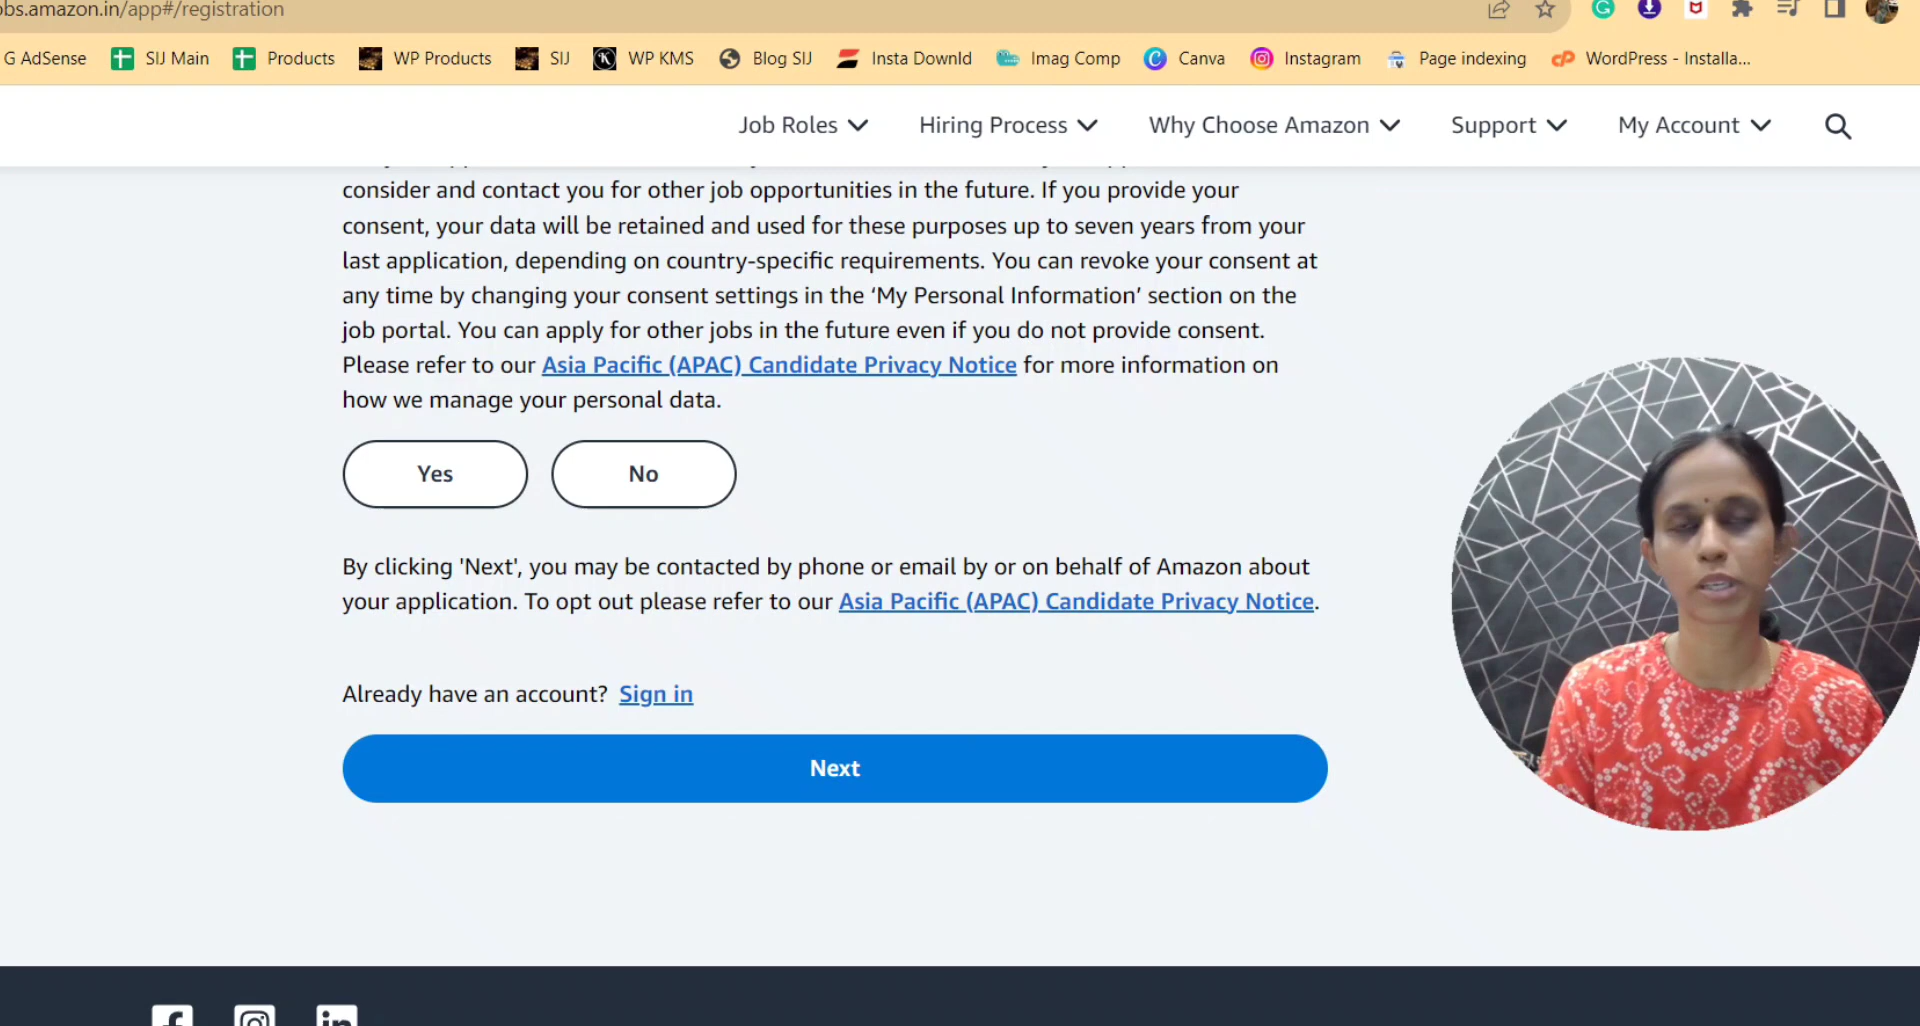 obs.amazon.in/app#/registration
G AdSense SIJ Main Products WP Products SIJ WP KMS Blog SIJ Insta Downld Imag Comp Canva Instagram Page indexing WordPress - Installa...
Job Roles Hiring Process Why Choose Amazon Support My Account
consider and contact you for other job opportunities in the future. If you provide your
consent, your data will be retained and used for these purposes up to seven years from your
last application, depending on country-specific requirements. You can revoke your consent at
any time by changing your consent settings in the ‘My Personal Information’ section on the
job portal. You can apply for other jobs in the future even if you do not provide consent.
Please refer to our Asia Pacific (APAC) Candidate Privacy Notice for more information on
how we manage your personal data.
Yes No
By clicking 'Next', you may be contacted by phone or email by or on behalf of Amazon about
your application. To opt out please refer to our Asia Pacific (APAC) Candidate Privacy Notice.
Already have an account? Sign in
Next